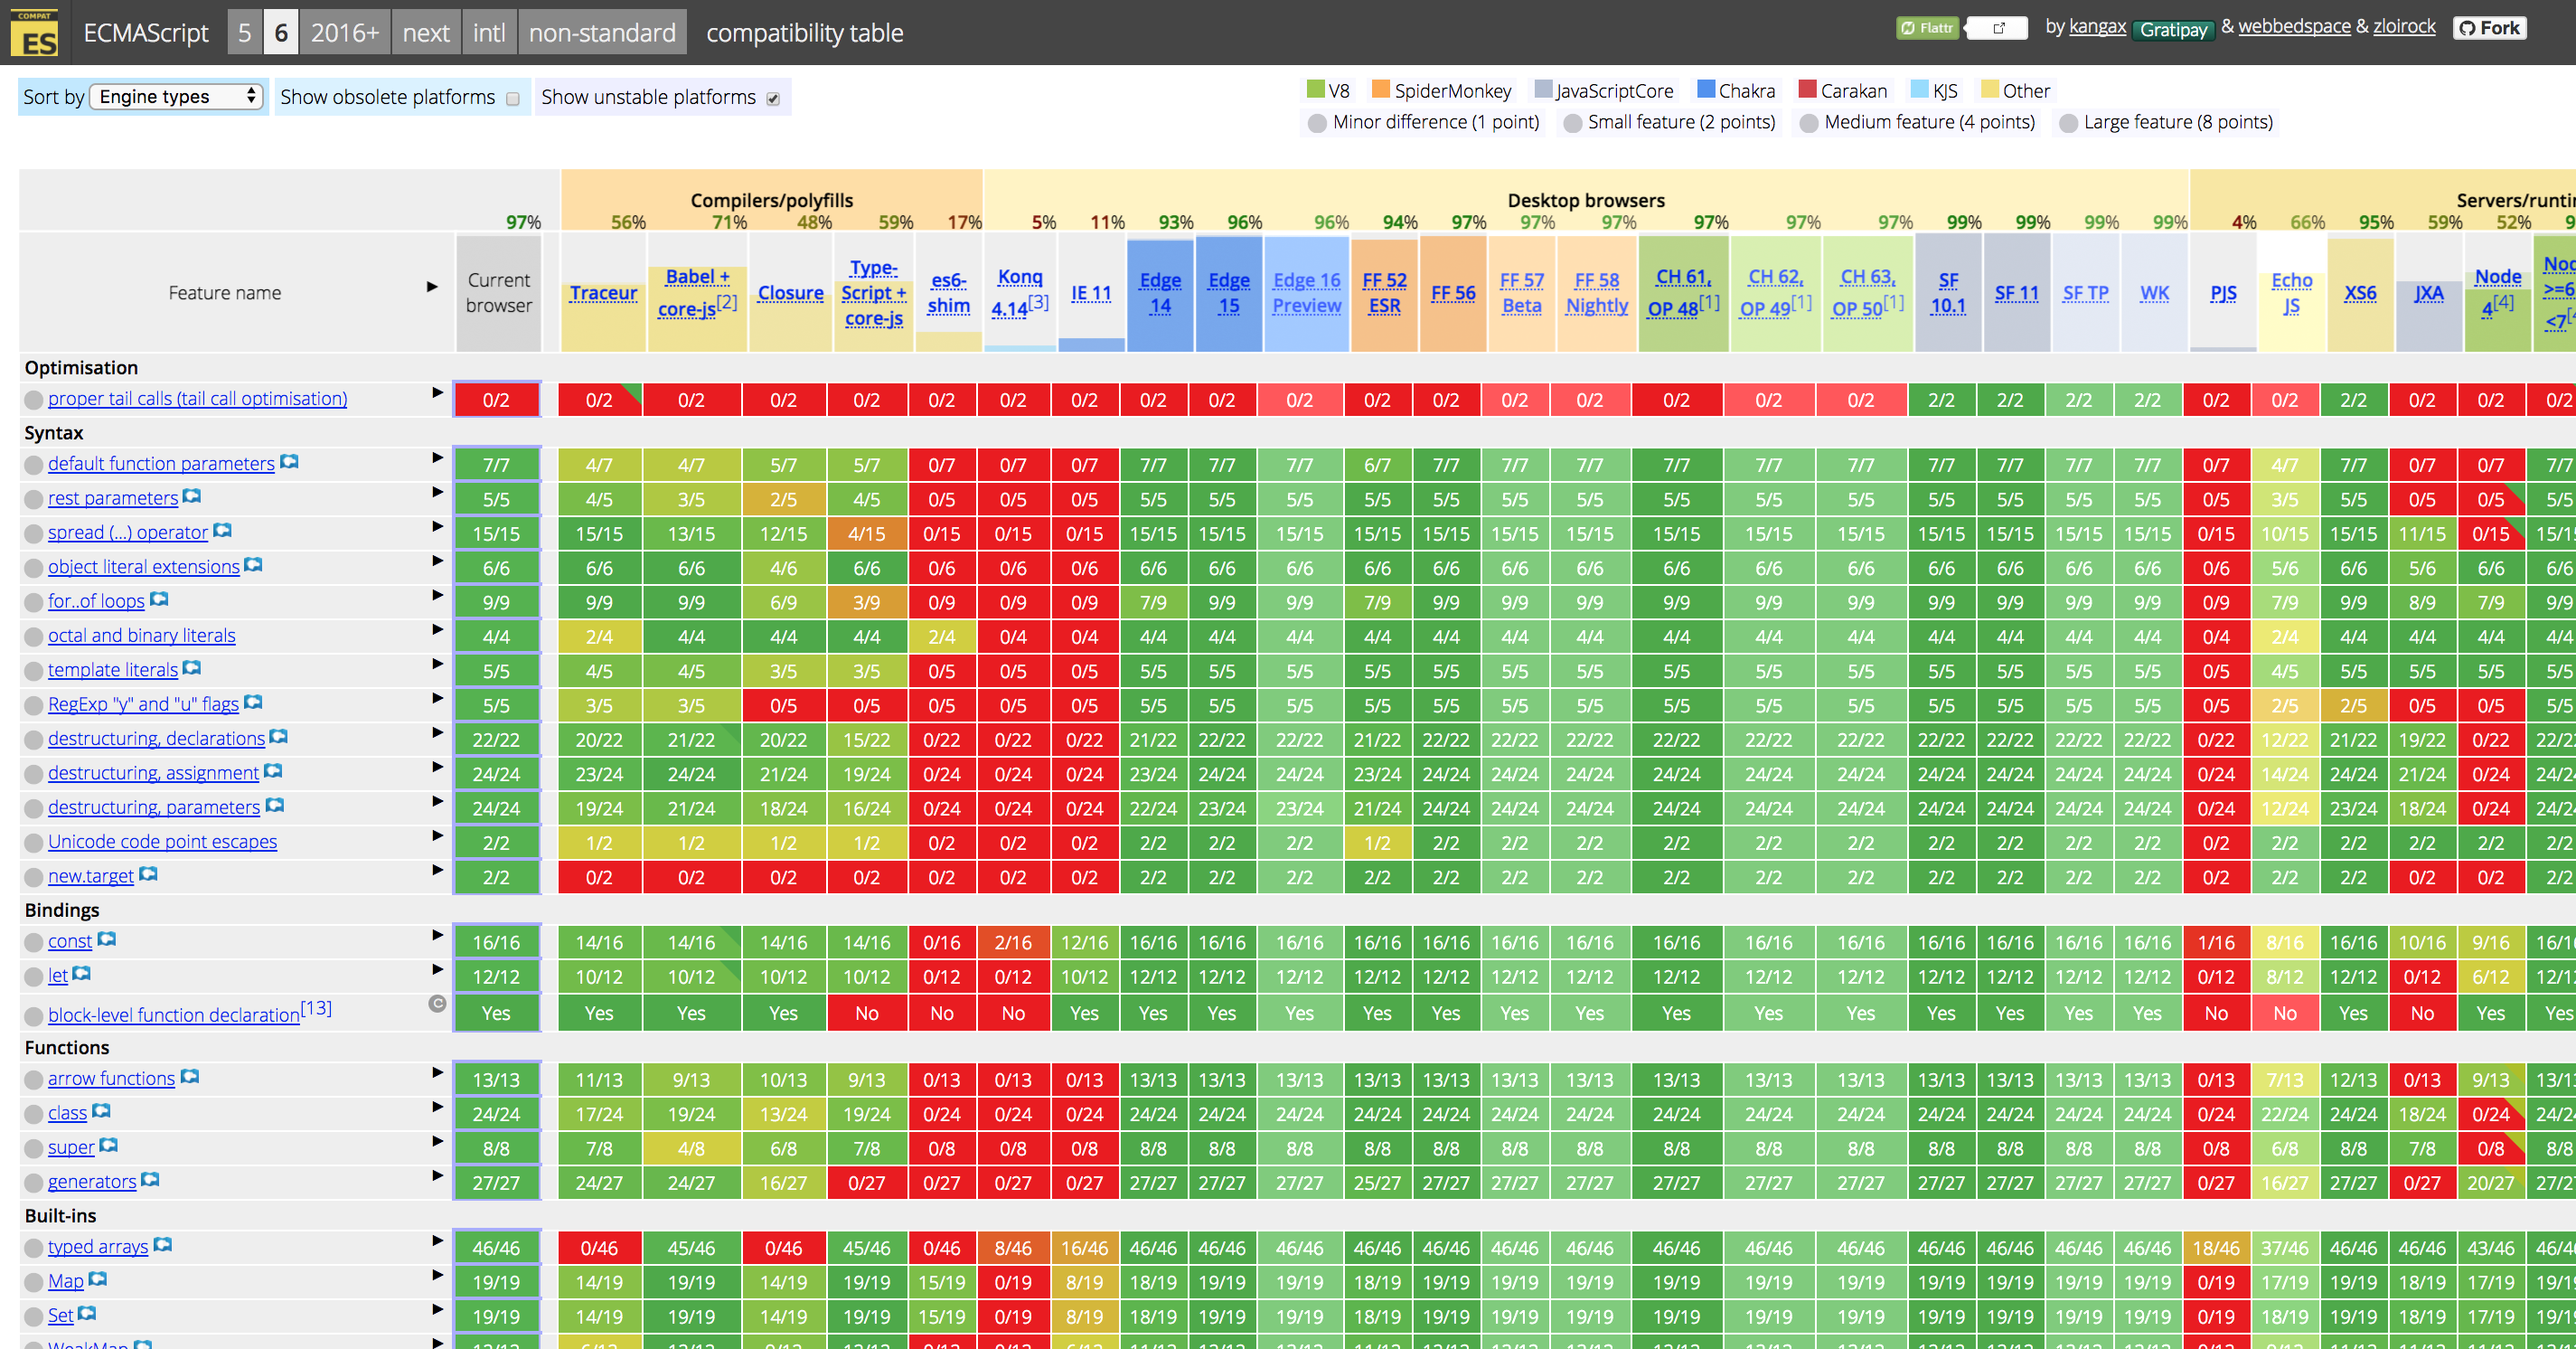 COMPAT ES ECMAScript 5 6 2016+ next intl non-standard compatibility table Flattr by kangax Gratipay & webbedspace & zloirock Fork
Sort by Engine types Show obsolete platforms Show unstable platforms V8 SpiderMonkey JavaScriptCore Chakra Carakan KJS Other
Minor difference (1 point) Small feature (2 points) Medium feature (4 points) Large feature (8 points)
Compilers/polyfills Desktop browsers
97% 56% 71% 48% 59% 17% 5% 11% 93% 96% 96% 94% 97% 97% 97% 97% 97% 97% 99% 99% 99% 99% 4% 66% 95% 59% 52%
Feature name Current browser Traceur Babel + core-js[2] Closure Type-Script + core-js es6-shim Konq 4.14[3] IE 11 Edge 14 Edge 15 Edge 16 Preview FF 52 ESR FF 56 FF 57 Beta FF 58 Nightly CH 61, OP 48[1] CH 62, OP 49[1] CH 63, OP 50[1] SF 10.1 SF 11 SF TP WK PJS Echo JS XS6 JXA Node 4[4]
Optimisation
proper tail calls (tail call optimisation) 0/2 0/2 0/2 0/2 0/2 0/2 0/2 0/2 0/2 0/2 0/2 0/2 0/2 0/2 0/2 0/2 0/2 0/2 2/2 2/2 2/2 2/2 0/2 0/2 2/2 0/2 0/2 0/2
Syntax
default function parameters 7/7 4/7 4/7 5/7 5/7 0/7 0/7 0/7 7/7 7/7 7/7 6/7 7/7 7/7 7/7 7/7 7/7 7/7 7/7 7/7 7/7 7/7 0/7 4/7 7/7 0/7 0/7 7/7
rest parameters 5/5 4/5 3/5 2/5 4/5 0/5 0/5 0/5 5/5 5/5 5/5 5/5 5/5 5/5 5/5 5/5 5/5 5/5 5/5 5/5 5/5 5/5 0/5 3/5 5/5 0/5 0/5 5/5
spread (...) operator 15/15 15/15 13/15 12/15 4/15 0/15 0/15 0/15 15/15 15/15 15/15 15/15 15/15 15/15 15/15 15/15 15/15 15/15 15/15 15/15 15/15 15/15 0/15 10/15 15/15 11/15 0/15
object literal extensions 6/6 6/6 6/6 4/6 6/6 0/6 0/6 0/6 6/6 6/6 6/6 6/6 6/6 6/6 6/6 6/6 6/6 6/6 6/6 6/6 6/6 6/6 0/6 5/6 6/6 5/6 6/6 6/6
for..of loops 9/9 9/9 9/9 6/9 3/9 0/9 0/9 0/9 7/9 9/9 9/9 7/9 9/9 9/9 9/9 9/9 9/9 9/9 9/9 9/9 9/9 9/9 0/9 7/9 9/9 8/9 7/9 9/9
octal and binary literals 4/4 2/4 4/4 4/4 4/4 2/4 0/4 0/4 4/4 4/4 4/4 4/4 4/4 4/4 4/4 4/4 4/4 4/4 4/4 4/4 4/4 4/4 0/4 2/4 4/4 4/4 4/4 4/4
template literals 5/5 4/5 4/5 3/5 3/5 0/5 0/5 0/5 5/5 5/5 5/5 5/5 5/5 5/5 5/5 5/5 5/5 5/5 5/5 5/5 5/5 5/5 0/5 4/5 5/5 5/5 5/5 5/5
RegExp "y" and "u" flags 5/5 3/5 3/5 0/5 0/5 0/5 0/5 0/5 5/5 5/5 5/5 5/5 5/5 5/5 5/5 5/5 5/5 5/5 5/5 5/5 5/5 5/5 0/5 2/5 2/5 0/5 0/5 5/5
destructuring, declarations 22/22 20/22 21/22 20/22 15/22 0/22 0/22 0/22 21/22 22/22 22/22 21/22 22/22 22/22 22/22 22/22 22/22 22/22 22/22 22/22 22/22 22/22 0/22 12/22 21/22 19/22 0/22
destructuring, assignment 24/24 23/24 24/24 21/24 19/24 0/24 0/24 0/24 23/24 24/24 24/24 23/24 24/24 24/24 24/24 24/24 24/24 24/24 24/24 24/24 24/24 24/24 0/24 14/24 24/24 21/24 0/24
destructuring, parameters 24/24 19/24 21/24 18/24 16/24 0/24 0/24 0/24 22/24 23/24 23/24 21/24 24/24 24/24 24/24 24/24 24/24 24/24 24/24 24/24 24/24 24/24 0/24 12/24 23/24 18/24 0/24
Unicode code point escapes 2/2 1/2 1/2 1/2 1/2 0/2 0/2 0/2 2/2 2/2 2/2 1/2 2/2 2/2 2/2 2/2 2/2 2/2 2/2 2/2 2/2 2/2 0/2 2/2 2/2 2/2 2/2 2/2
new.target 2/2 0/2 0/2 0/2 0/2 0/2 0/2 0/2 2/2 2/2 2/2 2/2 2/2 2/2 2/2 2/2 2/2 2/2 2/2 2/2 2/2 2/2 0/2 2/2 2/2 0/2 0/2 2/2
Bindings
const 16/16 14/16 14/16 14/16 14/16 0/16 2/16 12/16 16/16 16/16 16/16 16/16 16/16 16/16 16/16 16/16 16/16 16/16 16/16 16/16 16/16 16/16 1/16 8/16 16/16 10/16 9/16
let 12/12 10/12 10/12 10/12 10/12 0/12 0/12 10/12 12/12 12/12 12/12 12/12 12/12 12/12 12/12 12/12 12/12 12/12 12/12 12/12 12/12 12/12 0/12 8/12 12/12 0/12 6/12
block-level function declaration[13] C Yes Yes Yes Yes No No No Yes Yes Yes Yes Yes Yes Yes Yes Yes Yes Yes Yes Yes Yes Yes No No Yes No Yes Yes
Functions
arrow functions 13/13 11/13 9/13 10/13 9/13 0/13 0/13 0/13 13/13 13/13 13/13 13/13 13/13 13/13 13/13 13/13 13/13 13/13 13/13 13/13 13/13 13/13 0/13 7/13 12/13 0/13 9/13
class 24/24 17/24 19/24 13/24 19/24 0/24 0/24 0/24 24/24 24/24 24/24 24/24 24/24 24/24 24/24 24/24 24/24 24/24 24/24 24/24 24/24 24/24 0/24 22/24 24/24 18/24 0/24
super 8/8 7/8 4/8 6/8 7/8 0/8 0/8 0/8 8/8 8/8 8/8 8/8 8/8 8/8 8/8 8/8 8/8 8/8 8/8 8/8 8/8 8/8 0/8 6/8 8/8 7/8 0/8 8/8
generators 27/27 24/27 24/27 16/27 0/27 0/27 0/27 0/27 27/27 27/27 27/27 25/27 27/27 27/27 27/27 27/27 27/27 27/27 27/27 27/27 27/27 27/27 0/27 16/27 27/27 0/27 20/27
Built-ins
typed arrays 46/46 0/46 45/46 0/46 45/46 0/46 8/46 16/46 46/46 46/46 46/46 46/46 46/46 46/46 46/46 46/46 46/46 46/46 46/46 46/46 46/46 46/46 18/46 37/46 46/46 46/46 43/46
Map 19/19 14/19 19/19 14/19 19/19 15/19 0/19 8/19 18/19 19/19 19/19 18/19 19/19 19/19 19/19 19/19 19/19 19/19 19/19 19/19 19/19 19/19 0/19 17/19 19/19 18/19 17/19
Set 19/19 14/19 19/19 14/19 19/19 15/19 0/19 8/19 18/19 19/19 19/19 18/19 19/19 19/19 19/19 19/19 19/19 19/19 19/19 19/19 19/19 19/19 0/19 18/19 19/19 18/19 17/19
WeakMap